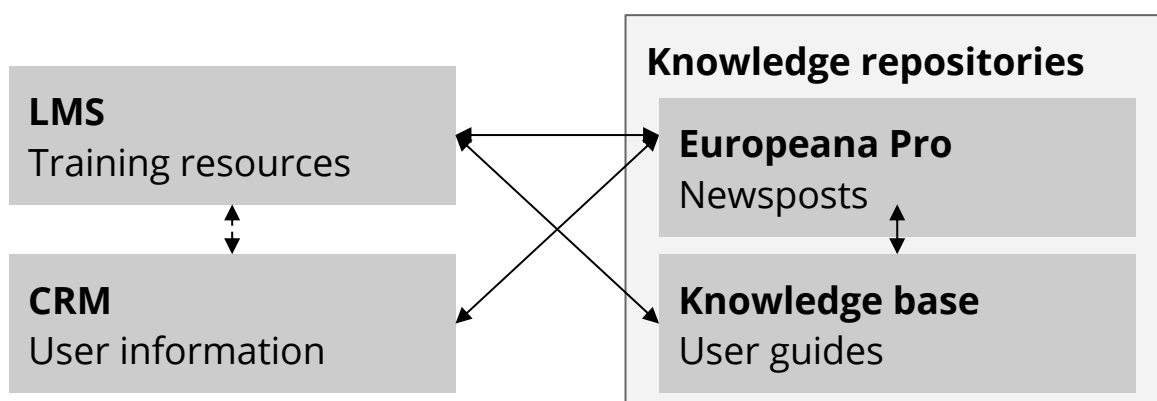 LMS
Training resources
CRM
User information
Knowledge repositories
Europeana Pro
Newsposts
Knowledge base
User guides